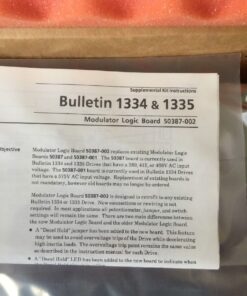 Supplemental Kit Instructions
Bulletin 1334 & 1335
Modulator Logic Board 50387-002
Objective
Modulator Logic Board 50387-002 replaces existing Modulator Logic
Boards 50387 and 50387-001. The 50387 board is currently used in
Bulletin 1334 and 1335 Drives that have a 380, 415, or 460V AC input
voltage. The 50387-001 board is currently used in Bulletin 1334 Drives
that have a 575V AC input voltage. Replacement of existing boards is
not mandatory, however old boards may no longer be ordered.
Modulator Logic Board 50387-002 is designed to retrofit to any existing
Bulletin 1334 or 1335 Drive. New connections or rewiring is not
required. In most applications all potentiometer, jumper, and switch
settings will remain the same. There are two main differences between
the new Modulator Logic Board and the older Modulator Logic Board:
• A "Decel Hold" jumper has been added to the new board. This feature
may be used to avoid overvoltage trips of the Drive while decelerating
high inertia loads. The overvoltage trip point remains the same value
as described in the instruction manual for each Drive.
• A "Decel Hold" LED has been added to the new board to indicate when